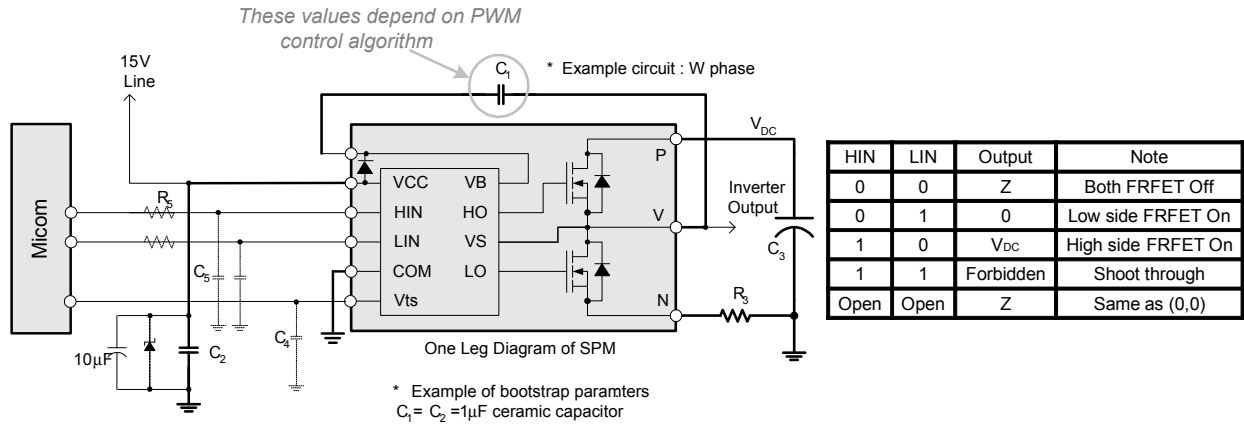 These values depend on PWM
control algorithm
15V
Line
C1
* Example circuit : W phase
Micom
R5
C5
10μF
C2
C4
VCC
VB
HIN
HO
LIN
VS
COM
LO
Vts
P
V
N
VDC
Inverter
Output
C3
R3
One Leg Diagram of SPM
* Example of bootstrap paramters
C1= C2 =1μF ceramic capacitor
HIN LIN Output Note
0 0 Z Both FRFET Off
0 1 0 Low side FRFET On
1 0 VDC High side FRFET On
1 1 Forbidden Shoot through
Open Open Z Same as (0,0)